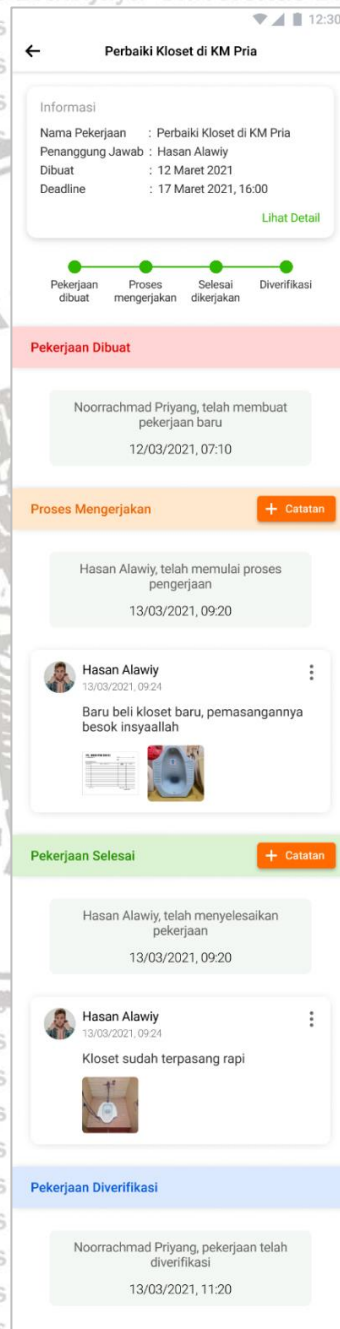 12:30
Perbaiki Kloset di KM Pria
Informasi
Nama Pekerjaan : Perbaiki Kloset di KM Pria
Penanggung Jawab : Hasan Alawiy
Dibuat : 12 Maret 2021
Deadline : 17 Maret 2021, 16:00
Lihat Detail
Pekerjaan dibuat
Proses mengerjakan
Selesai dikerjakan
Diverifikasi
Pekerjaan Dibuat
Noorrachmad Priyang, telah membuat
pekerjaan baru
12/03/2021, 07:10
Proses Mengerjakan
+ Catatan
Hasan Alawiy, telah memulai proses
pengerjaan
13/03/2021, 09:20
Hasan Alawiy
13/03/2021, 09:24
Baru beli kloset baru, pemasangannya
besok insyaallah
Pekerjaan Selesai
+ Catatan
Hasan Alawiy, telah menyelesaikan
pekerjaan
13/03/2021, 09:20
Hasan Alawiy
13/03/2021, 09:24
Kloset sudah terpasang rapi
Pekerjaan Diverifikasi
Noorrachmad Priyang, pekerjaan telah
diverifikasi
13/03/2021, 11:20